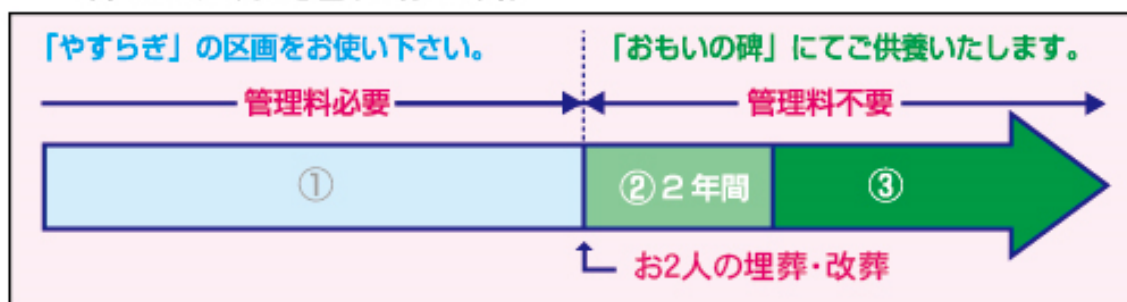 「やすらぎ」の区画をお使い下さい。
「おもいの碑」にてご供養いたします。
管理料必要
管理料不要
①
②2年間
③
お2人の埋葬・改葬